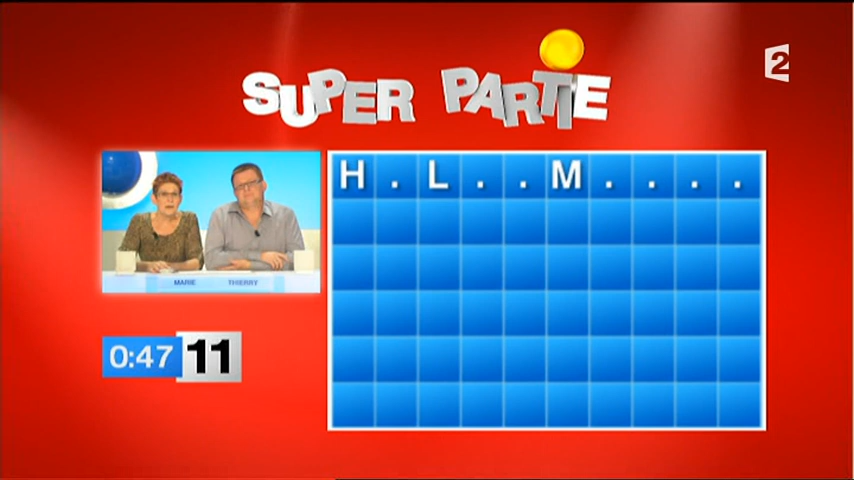 SUPER PARTIE
2
H . L . . M . . . .
MARIE THIERRY
0:47 11